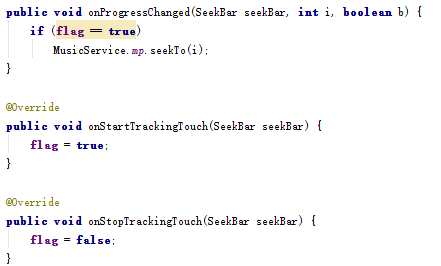 public void onProgressChanged(SeekBar seekBar, int i, boolean b) {
if (flag == true)
MusicService.mp.seekTo(i);
}
@Override
public void onStartTrackingTouch(SeekBar seekBar) {
flag = true;
}
@Override
public void onStopTrackingTouch(SeekBar seekBar) {
flag = false;
}